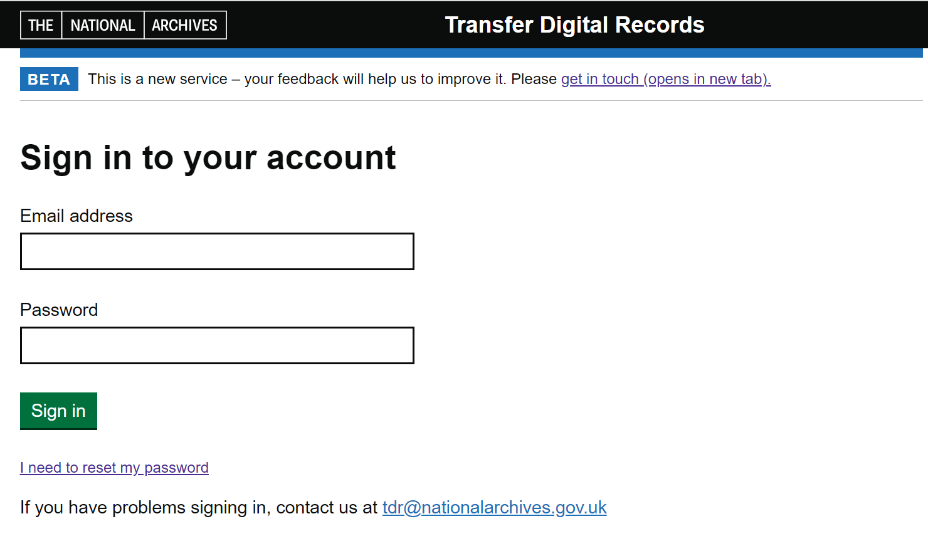 THE NATIONAL ARCHIVES
Transfer Digital Records
BETA This is a new service – your feedback will help us to improve it. Please get in touch (opens in new tab).
Sign in to your account
Email address
Password
Sign in
I need to reset my password
If you have problems signing in, contact us at tdr@nationalarchives.gov.uk